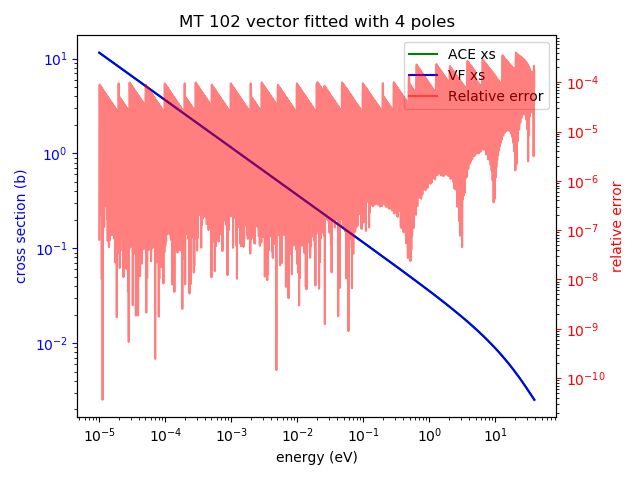 MT 102 vector fitted with 4 poles
ACE xs
VF xs
Relative error
cross section (b)
10^1
10^0
10^-1
10^-2
relative error
10^-4
10^-5
10^-6
10^-7
10^-8
10^-9
10^-10
10^-5 10^-4 10^-3 10^-2 10^-1 10^0 10^1
energy (eV)